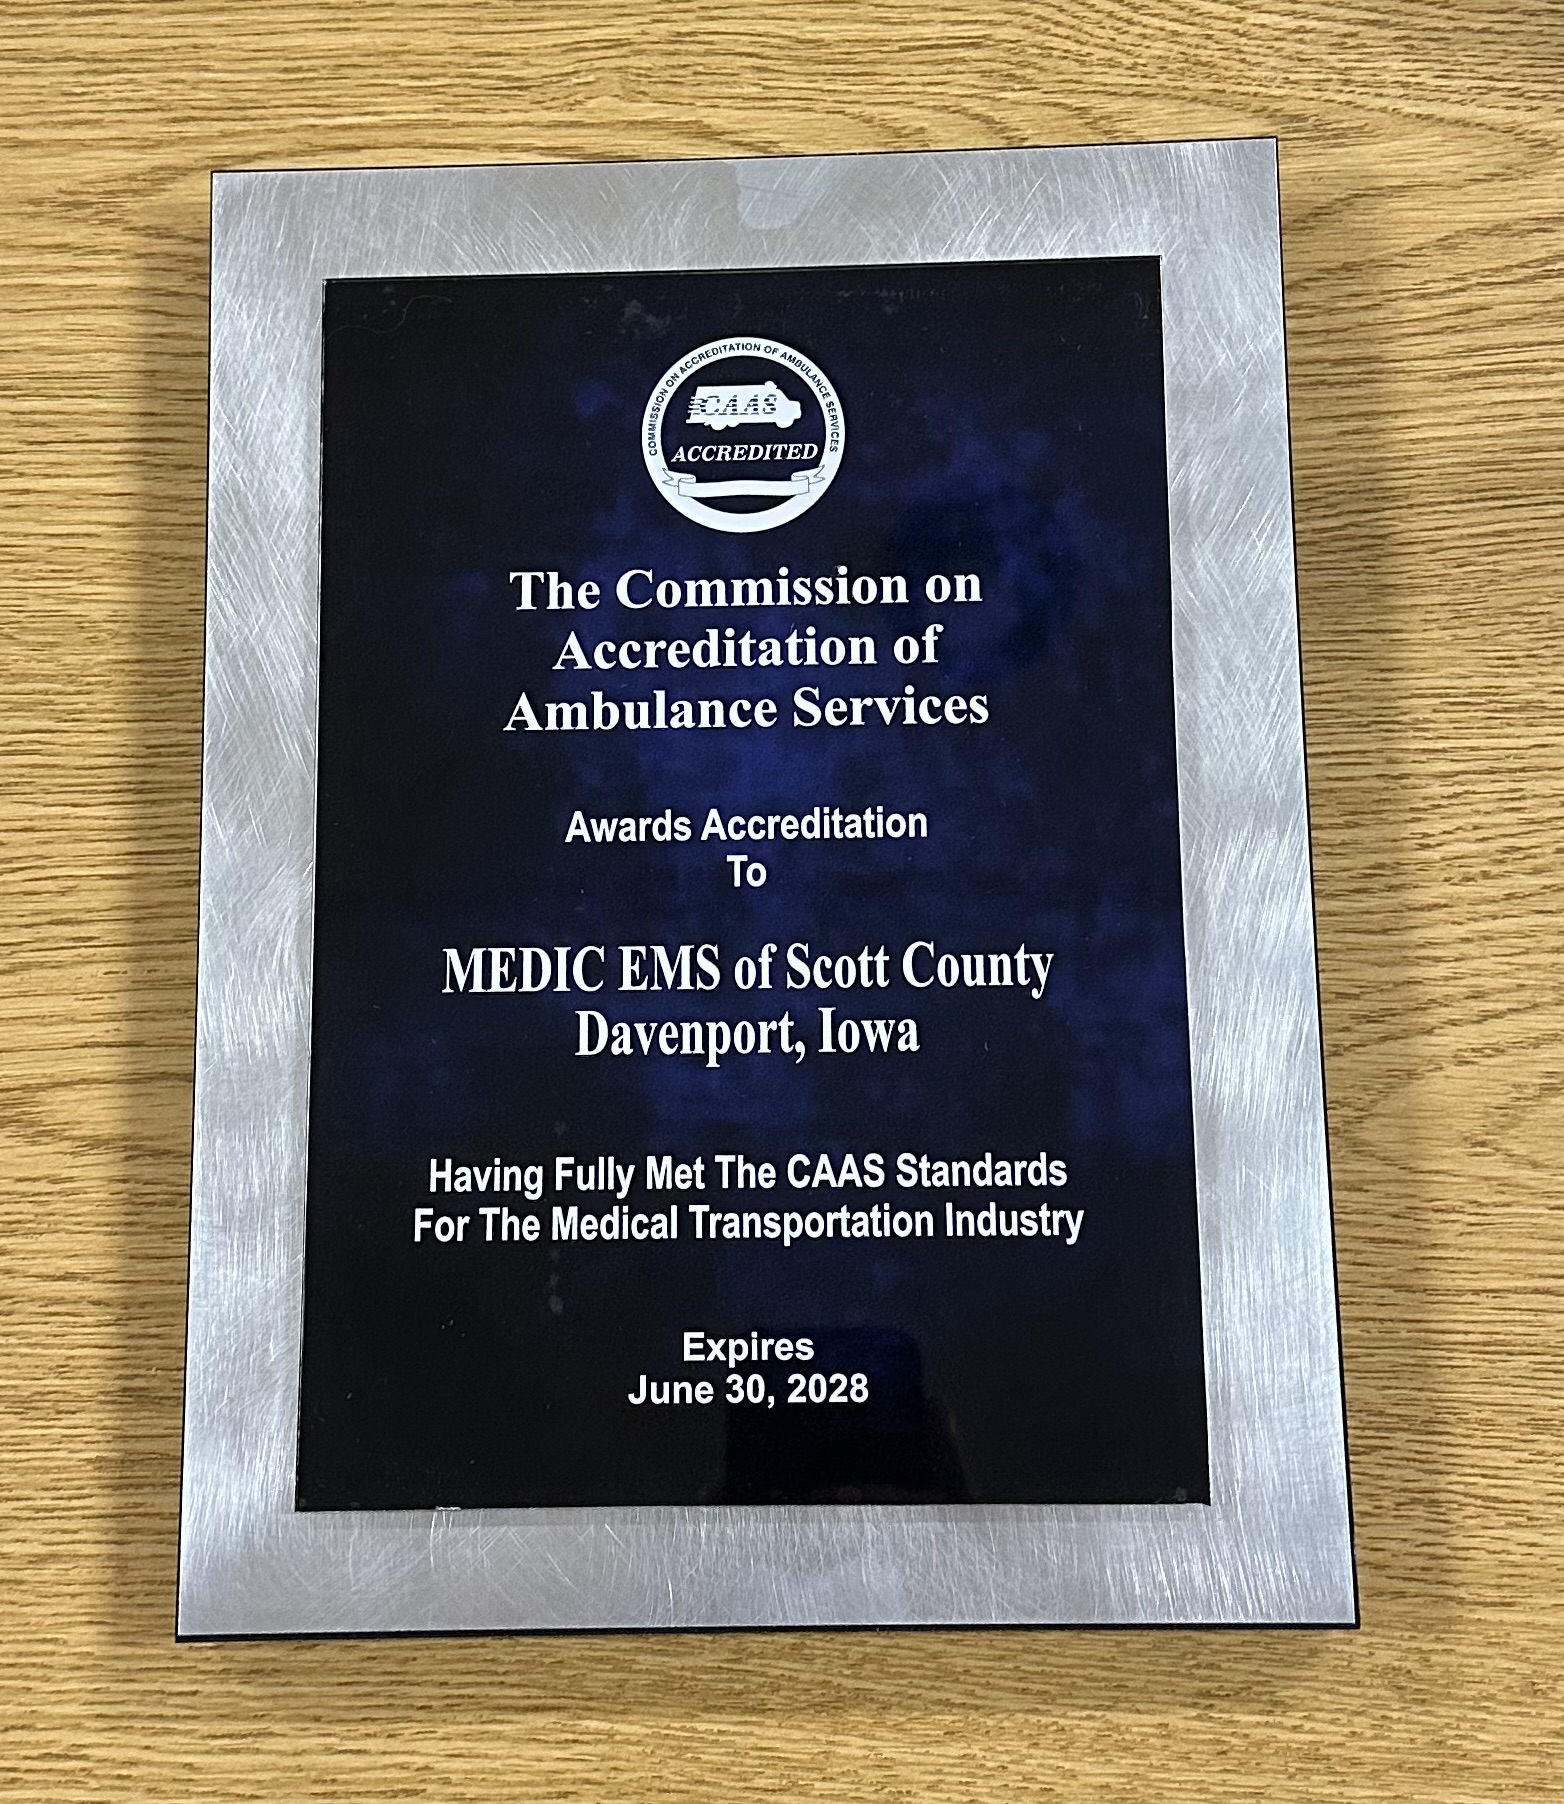 COMMISSION ON ACCREDITATION OF AMBULANCE SERVICES
CAAS
ACCREDITED
The Commission on
Accreditation of
Ambulance Services
Awards Accreditation
To
MEDIC EMS of Scott County
Davenport, Iowa
Having Fully Met The CAAS Standards
For The Medical Transportation Industry
Expires
June 30, 2028